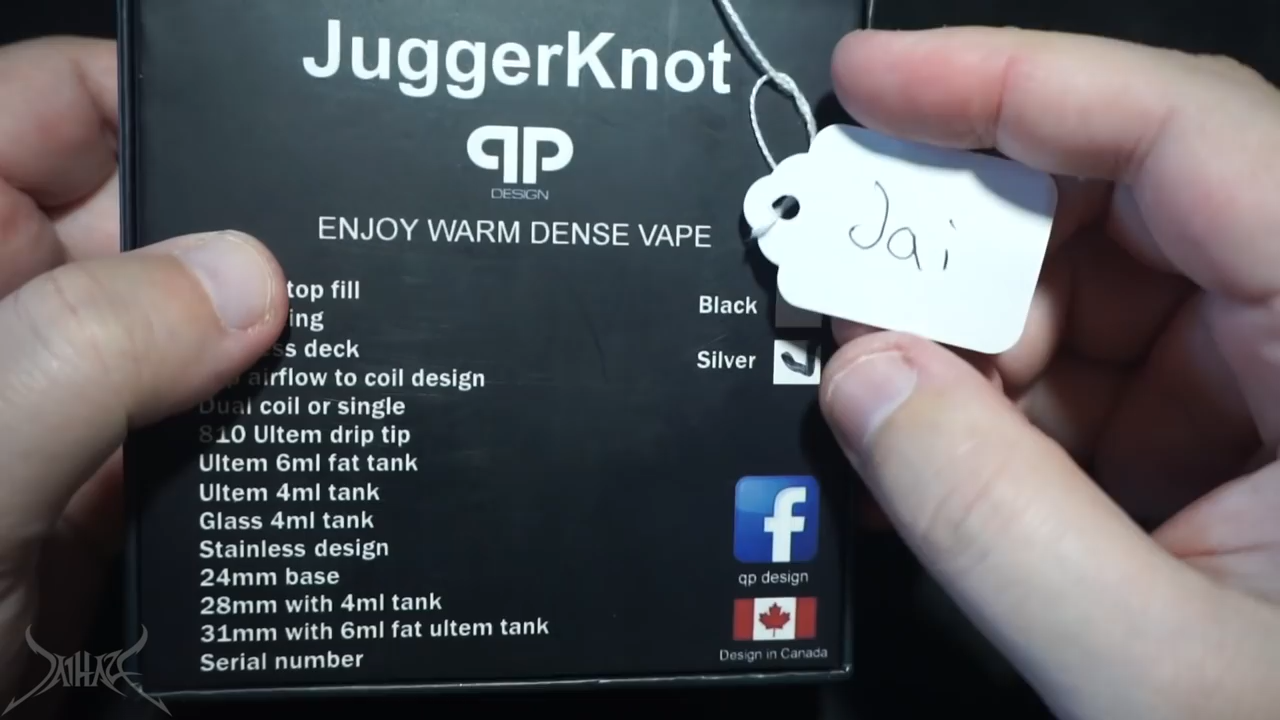 JuggerKnot
qp
DESIGN
ENJOY WARM DENSE VAPE
top fill
ing
deck
airflow to coil design
Dual coil or single
810 Ultem drip tip
Ultem 6ml fat tank
Ultem 4ml tank
Glass 4ml tank
Stainless design
24mm base
28mm with 4ml tank
31mm with 6ml fat ultem tank
Serial number
Jai
Black
Silver
f
qp design
Design in Canada
JAIHAZE